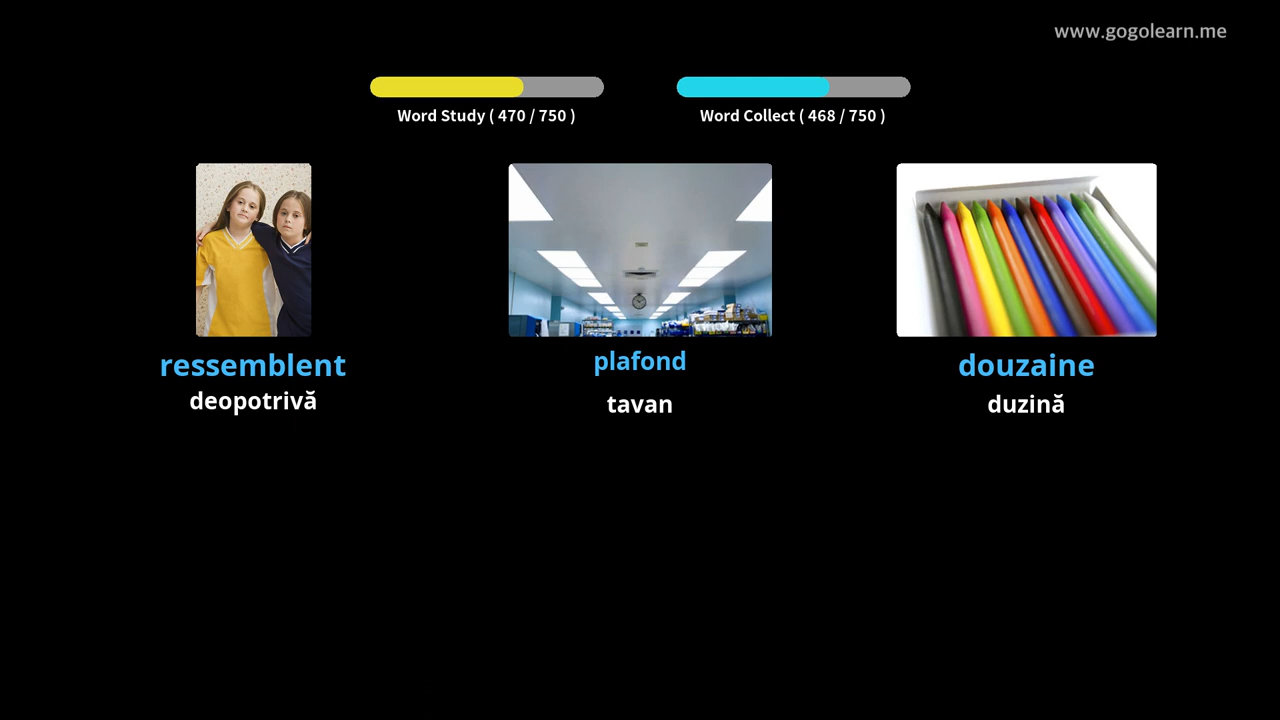 www.gogolearn.me
Word Study ( 470 / 750 )
Word Collect ( 468 / 750 )
ressemblent
deopotrivă
plafond
tavan
douzaine
duzină